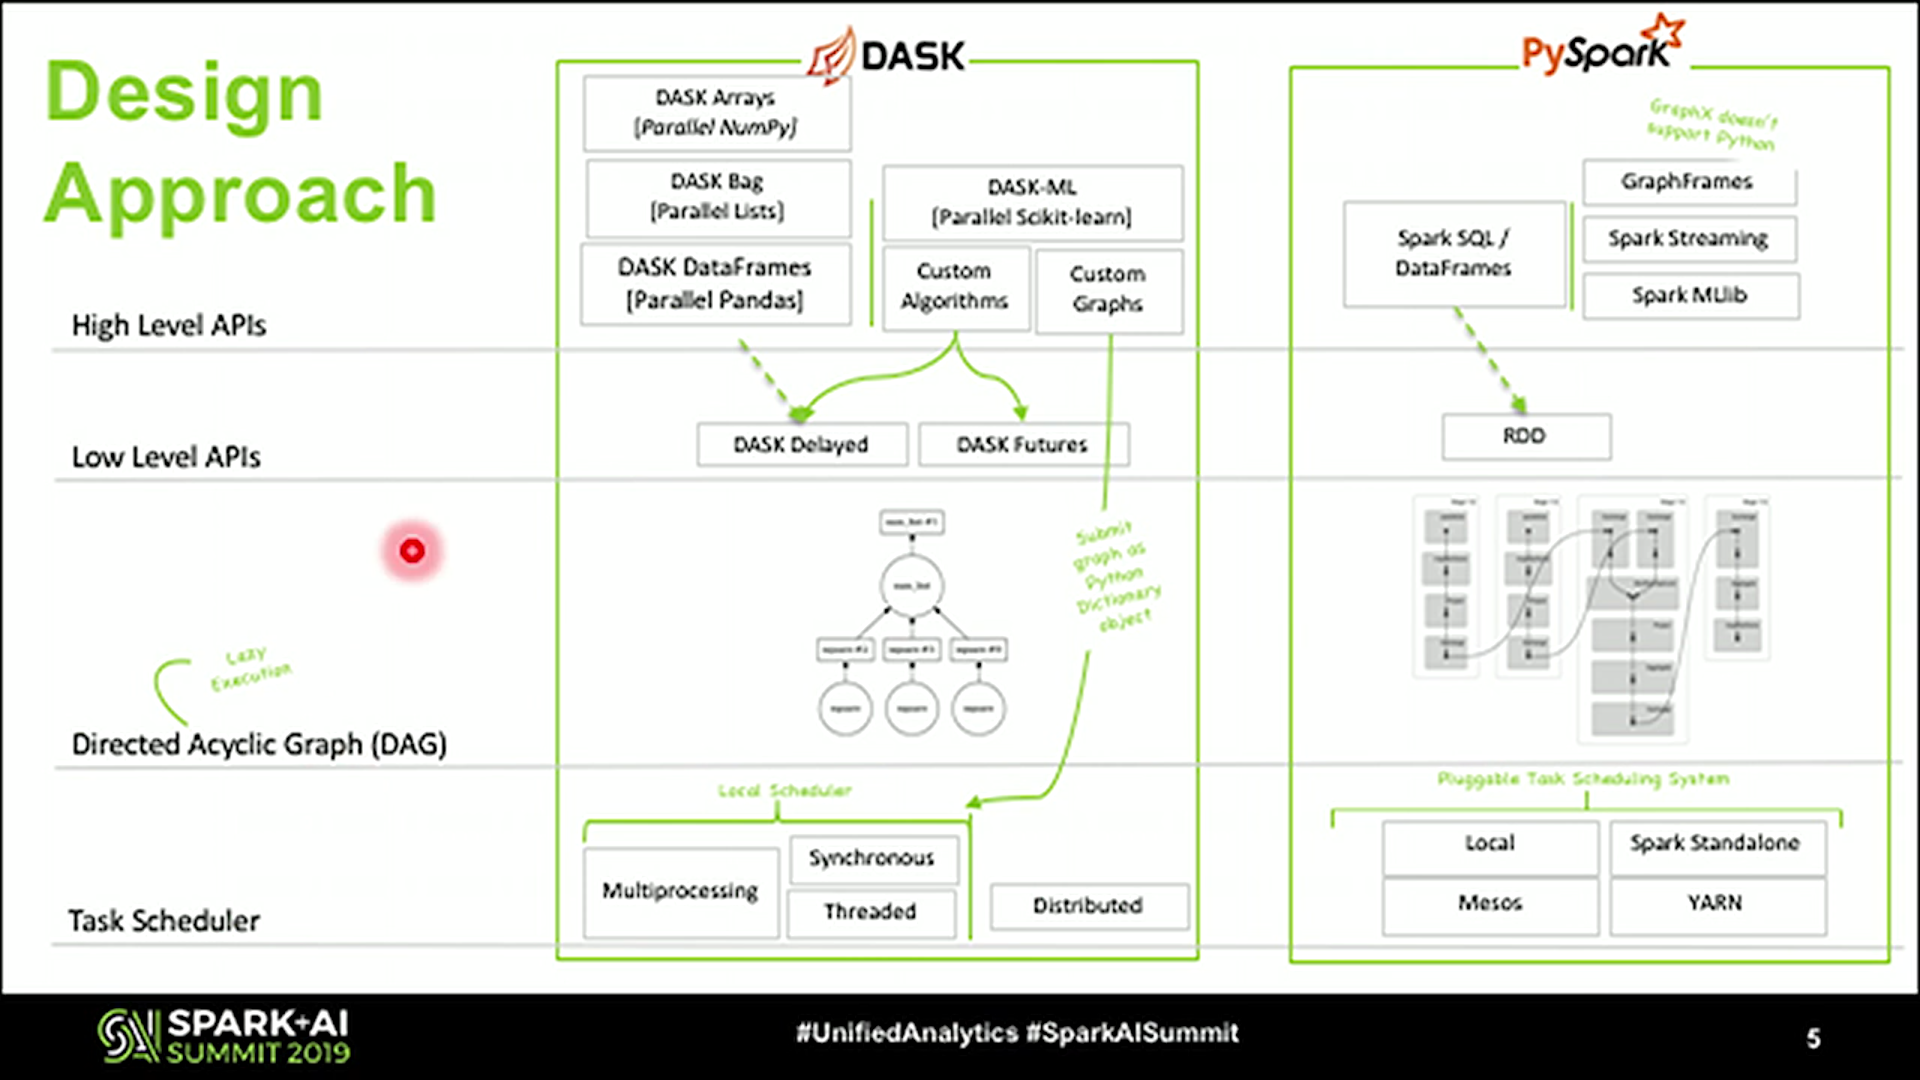 Design
Approach
DASK
PySpark
DASK Arrays
[Parallel NumPy]
DASK Bag
[Parallel Lists]
DASK DataFrames
[Parallel Pandas]
DASK-ML
[Parallel Scikit-learn]
Custom
Algorithms
Custom
Graphs
GraphX doesn't
support Python
GraphFrames
Spark SQL /
DataFrames
Spark Streaming
Spark MLlib
High Level APIs
Low Level APIs
DASK Delayed
DASK Futures
RDD
Submit
graph as
Python
Dictionary
object
Lazy
Execution
Directed Acyclic Graph (DAG)
Local Scheduler
Pluggable Task Scheduling System
Multiprocessing
Synchronous
Threaded
Distributed
Local
Spark Standalone
Mesos
YARN
Task Scheduler
SPARK+AI
SUMMIT 2019
#UnifiedAnalytics #SparkAISummit
5